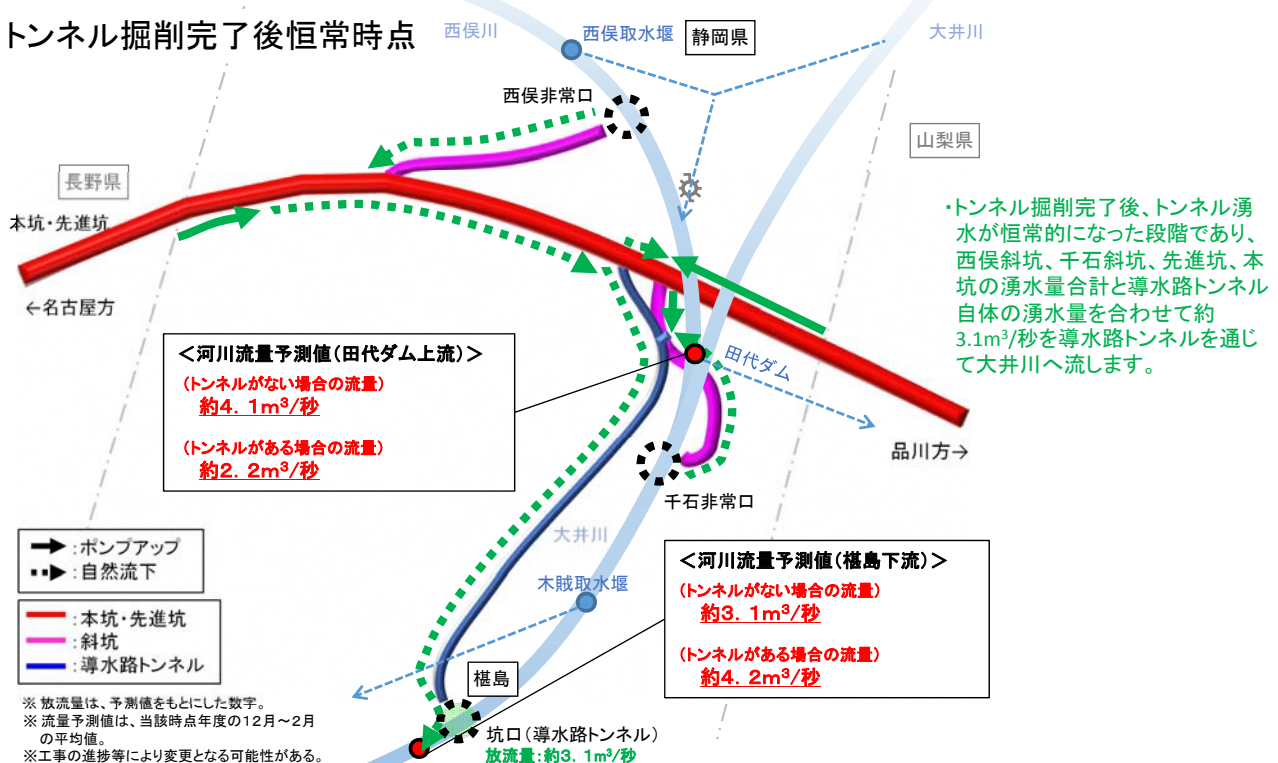 トンネル掘削完了後恒常時点
西俣川
西俣取水堰
静岡県
大井川
西俣非常口
山梨県
長野県
本坑・先進坑
←名古屋方
・トンネル掘削完了後、トンネル湧
水が恒常的になった段階であり、
西俣斜坑、千石斜坑、先進坑、本
坑の湧水量合計と導水路トンネル
自体の湧水量を合わせて約
3.1m³/秒を導水路トンネルを通じ
て大井川へ流します。
＜河川流量予測値(田代ダム上流)＞
(トンネルがない場合の流量)
約4．1m³/秒
(トンネルがある場合の流量)
約2．2m³/秒
田代ダム
品川方→
千石非常口
大井川
木賊取水堰
＜河川流量予測値(椹島下流)＞
(トンネルがない場合の流量)
約3．1m³/秒
(トンネルがある場合の流量)
約4．2m³/秒
:ポンプアップ
:自然流下
:本坑・先進坑
:斜坑
:導水路トンネル
※ 放流量は、予測値をもとにした数字。
※ 流量予測値は、当該時点年度の12月～2月
の平均値。
※工事の進捗等により変更となる可能性がある。
椹島
坑口(導水路トンネル)
放流量:約3．1m³/秒